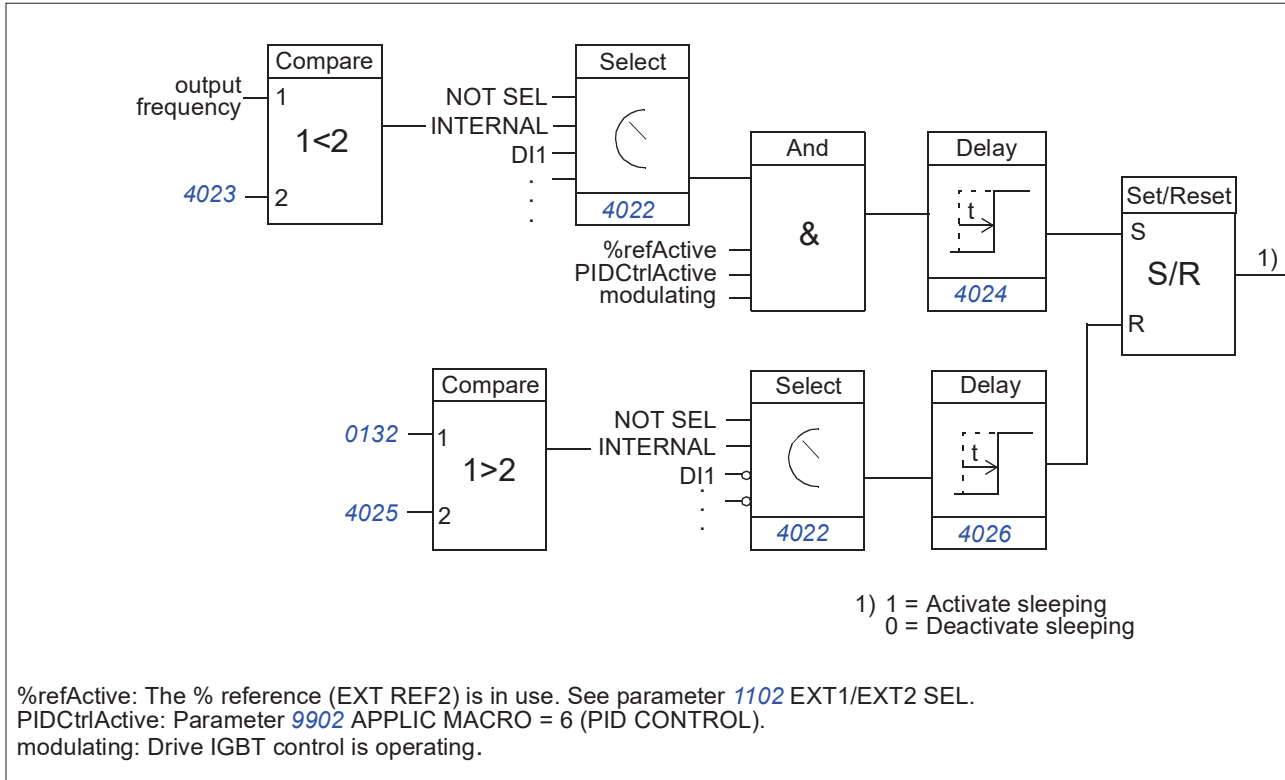 Compare
output
frequency
1
1<2
4023
2
Select
NOT SEL
INTERNAL
DI1
.
.
.
4022
And
%refActive
PIDCtrlActive
modulating
&
Delay
t
4024
Set/Reset
S
S/R
R
1)
Compare
0132
1
1>2
4025
2
Select
NOT SEL
INTERNAL
DI1
.
.
.
4022
Delay
t
4026
1) 1 = Activate sleeping
0 = Deactivate sleeping
%refActive: The % reference (EXT REF2) is in use. See parameter 1102 EXT1/EXT2 SEL.
PIDCtrlActive: Parameter 9902 APPLIC MACRO = 6 (PID CONTROL).
modulating: Drive IGBT control is operating.